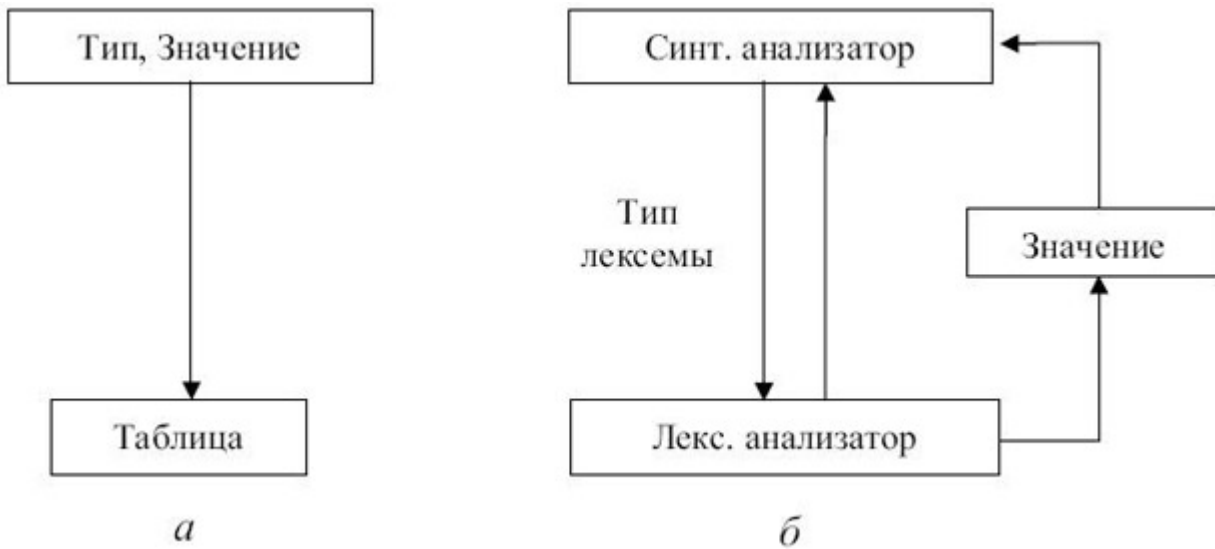 Тип, Значение
Таблица
а
Синт. анализатор
Тип
лексемы
Значение
Лекс. анализатор
б